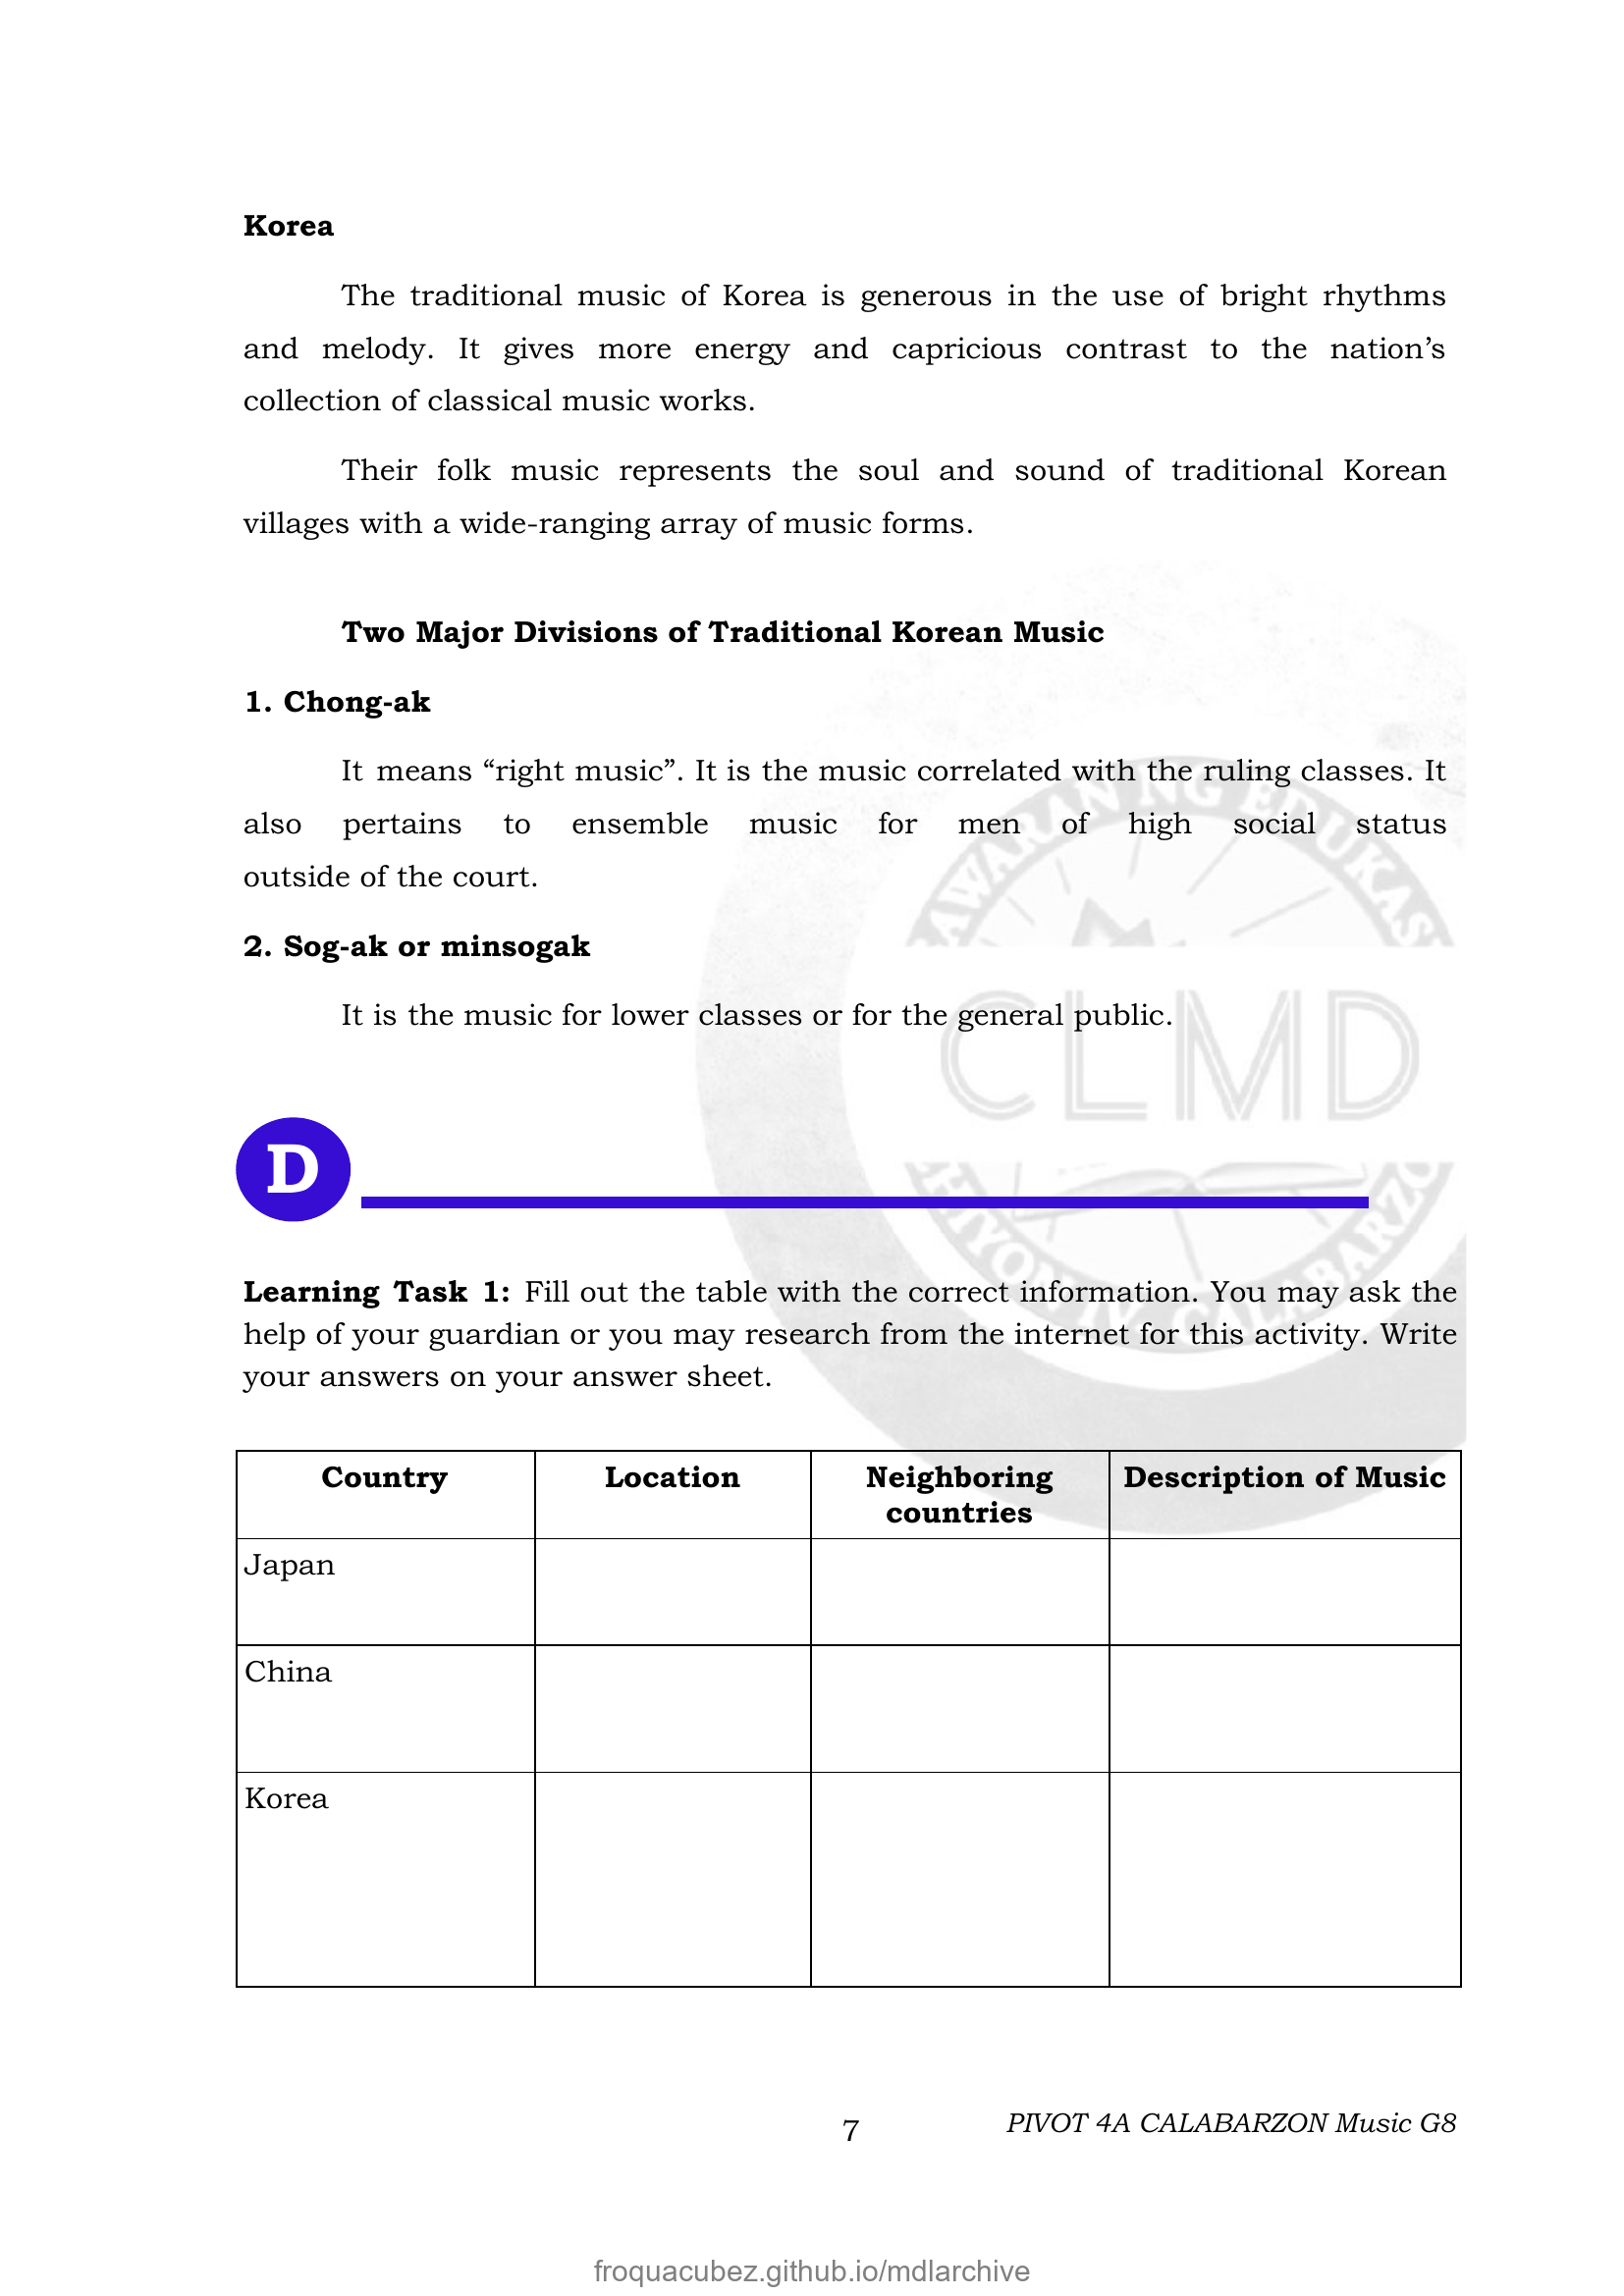 Korea
The traditional music of Korea is generous in the use of bright rhythms
and melody. It gives more energy and capricious contrast to the nation’s
collection of classical music works.
Their folk music represents the soul and sound of traditional Korean
villages with a wide-ranging array of music forms.
Two Major Divisions of Traditional Korean Music
1. Chong-ak
It means “right music”. It is the music correlated with the ruling classes. It
also pertains to ensemble music for men of high social status
outside of the court.
2. Sog-ak or minsogak
It is the music for lower classes or for the general public.
CLMD
D
Learning Task 1: Fill out the table with the correct information. You may ask the
help of your guardian or you may research from the internet for this activity. Write
your answers on your answer sheet.
Country Location Neighboring countries Description of Music
Japan
China
Korea
7 PIVOT 4A CALABARZON Music G8
froquacubez.github.io/mdlarchive